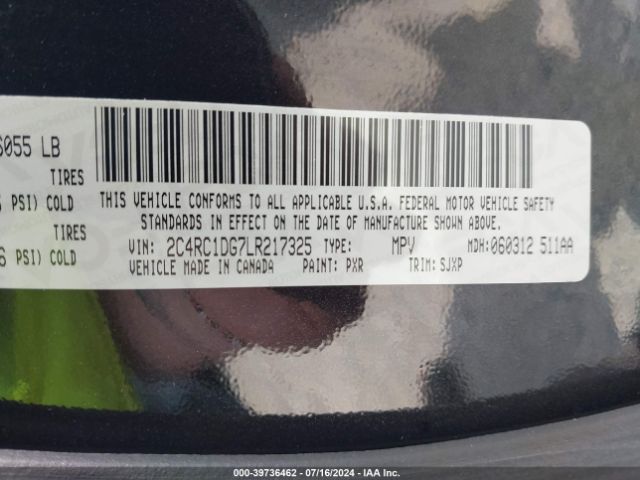 6055 LB
TIRES
PSI) COLD
TIRES
6 PSI) COLD
THIS VEHICLE CONFORMS TO ALL APPLICABLE U.S.A. FEDERAL MOTOR VEHICLE SAFETY
STANDARDS IN EFFECT ON THE DATE OF MANUFACTURE SHOWN ABOVE.
VIN: 2C4RC1DG7LR217325 TYPE: MPV MDH: 060312 511AA
VEHICLE MADE IN CANADA PAINT: PXR TRIM: SJXP
000-39736462 - 07/16/2024 - IAA Inc.